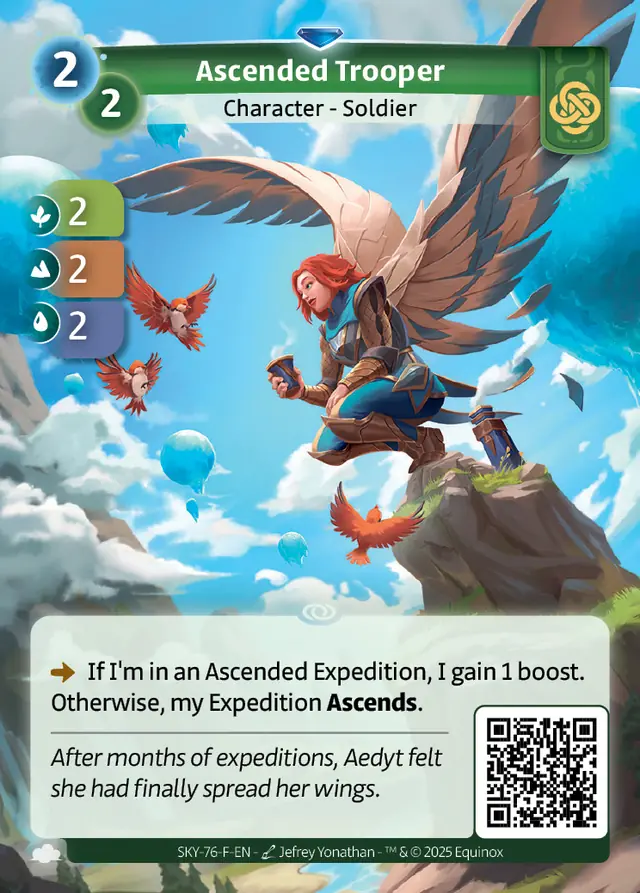 2
Ascended Trooper
2
Character - Soldier
2
2
2
If I'm in an Ascended Expedition, I gain 1 boost.
Otherwise, my Expedition Ascends.
After months of expeditions, Aedyt felt
she had finally spread her wings.
SKY-76-F-EN - Jefrey Yonathan - ™ & © 2025 Equinox